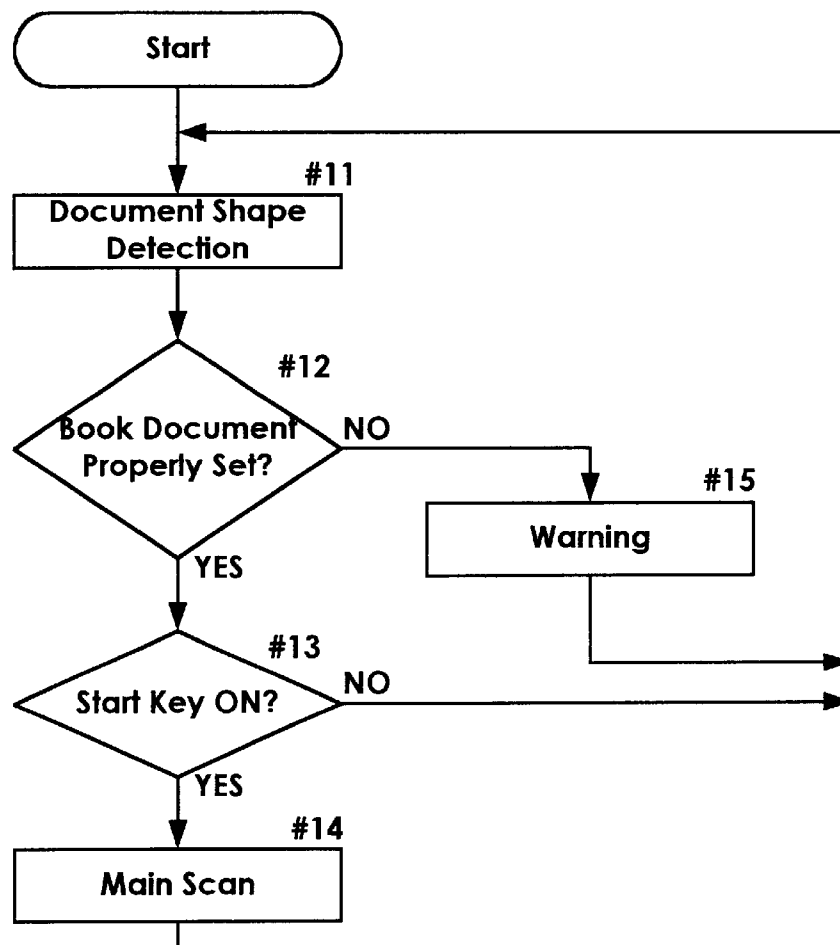 Start
#11
Document Shape
Detection
#12
Book Document
Properly Set?
NO
#15
Warning
YES
#13
Start Key ON?
NO
YES
#14
Main Scan